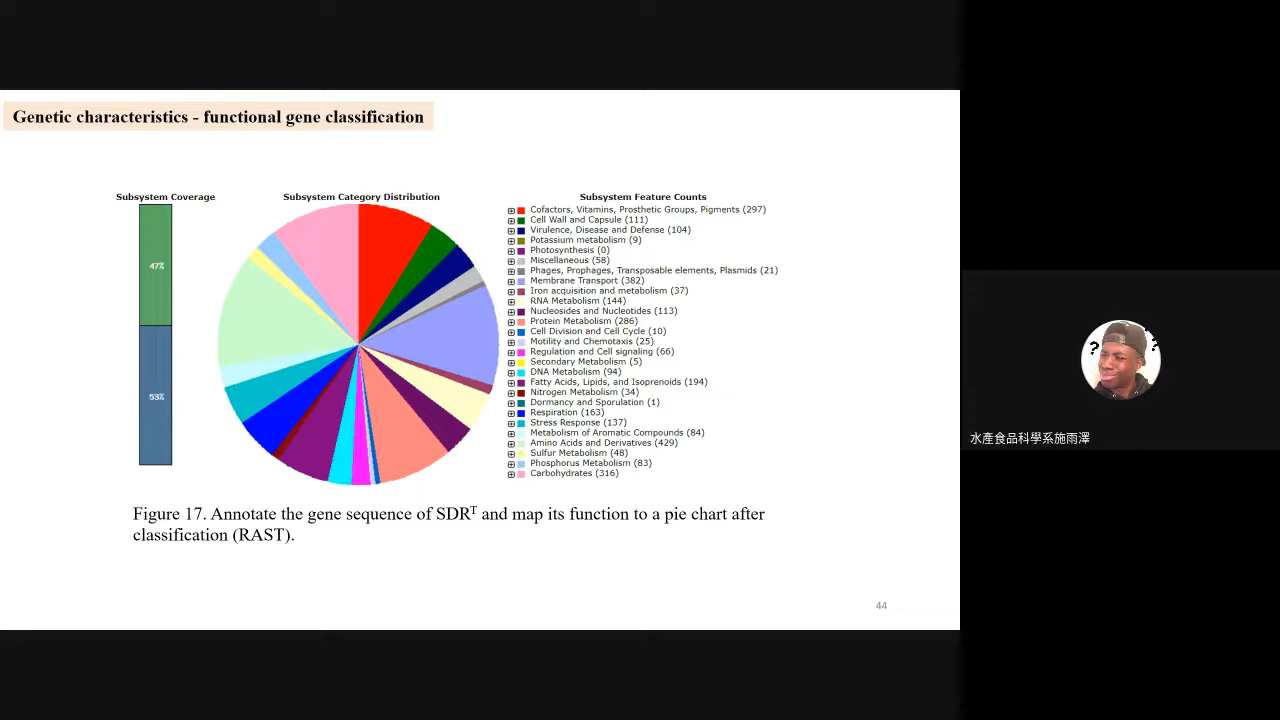 Genetic characteristics - functional gene classification
Subsystem Coverage
Subsystem Category Distribution
Subsystem Feature Counts
47%
53%
Cofactors, Vitamins, Prosthetic Groups, Pigments (297)
Cell Wall and Capsule (111)
Virulence, Disease and Defense (104)
Potassium metabolism (9)
Photosynthesis (0)
Miscellaneous (58)
Phages, Prophages, Transposable elements, Plasmids (21)
Membrane Transport (382)
Iron acquisition and metabolism (37)
RNA Metabolism (144)
Nucleosides and Nucleotides (113)
Protein Metabolism (286)
Cell Division and Cell Cycle (10)
Motility and Chemotaxis (25)
Regulation and Cell signaling (66)
Secondary Metabolism (5)
DNA Metabolism (94)
Fatty Acids, Lipids, and Isoprenoids (194)
Nitrogen Metabolism (34)
Dormancy and Sporulation (1)
Respiration (163)
Stress Response (137)
Metabolism of Aromatic Compounds (84)
Amino Acids and Derivatives (429)
Sulfur Metabolism (48)
Phosphorus Metabolism (83)
Carbohydrates (316)
Figure 17. Annotate the gene sequence of SDRᵀ and map its function to a pie chart after
classification (RAST).
44
? ?
水產食品科學系施雨澤